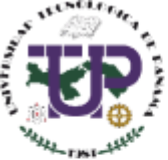 UNIVERSIDAD TECNOLÓGICA DE PANAMÁ
UTP
1981